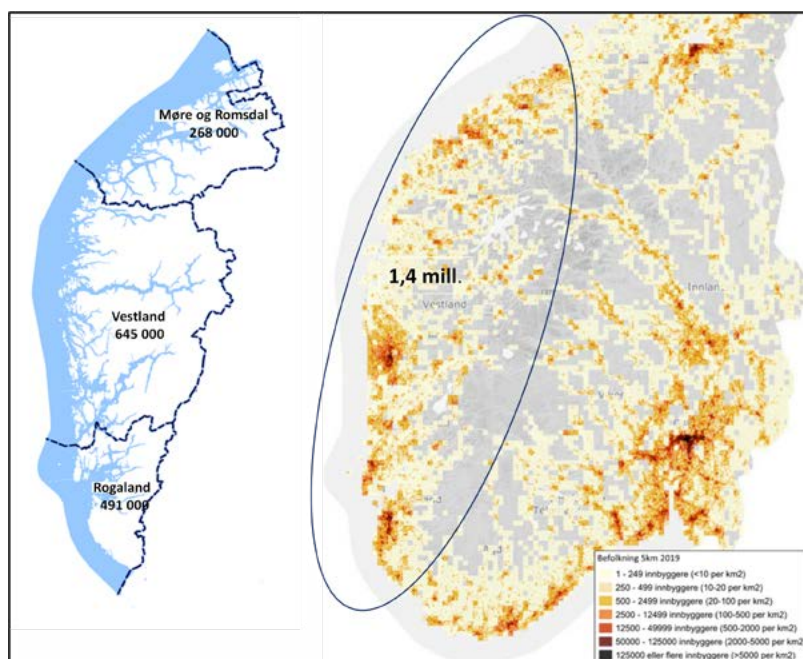 Møre og Romsdal
268 000
Vestland
645 000
Rogaland
491 000
1,4 mill.
Vestland
Innlan
Befolkning 5km 2019
1 - 249 innbyggere (<10 per km2)
250 - 499 innbyggere (10-20 per km2)
500 - 2499 innbyggere (20-100 per km2)
2500 - 12499 innbyggere (100-500 per km2)
12500 - 49999 innbyggere (500-2000 per km2)
50000 - 125000 innbyggere (2000-5000 per km2)
125000 eller flere innbyggere (>5000 per km2)